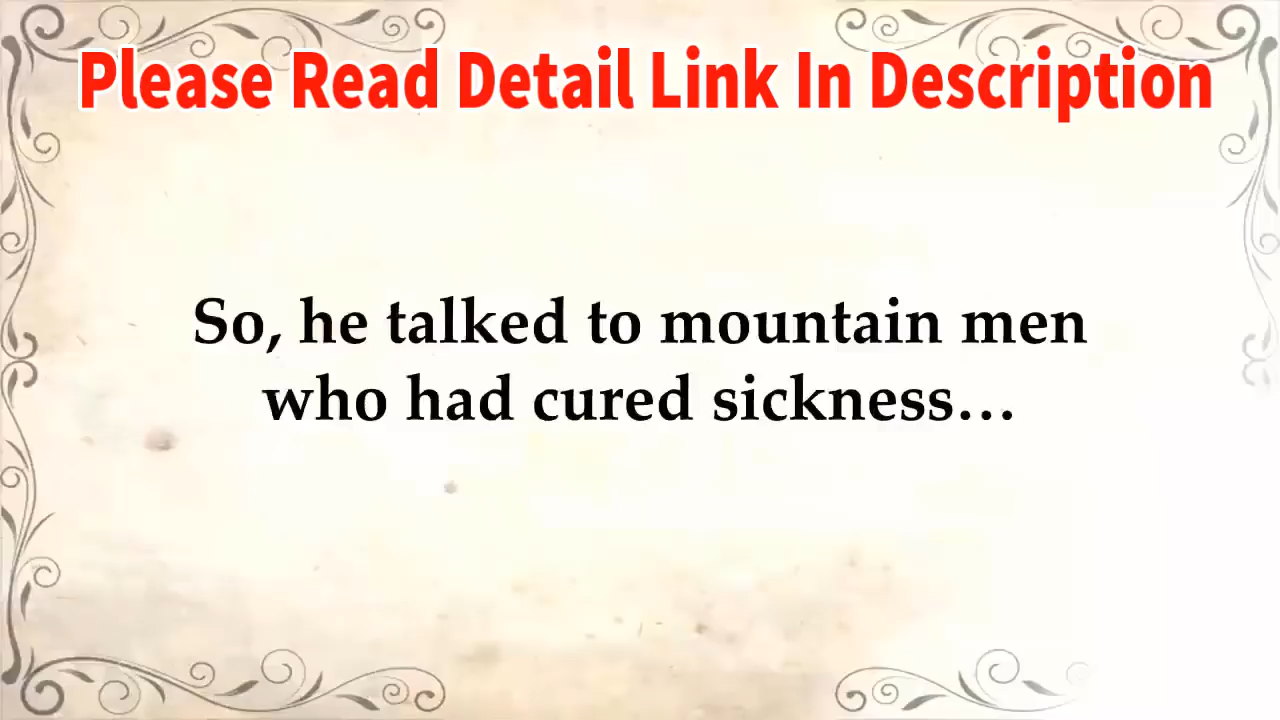 Please Read Detail Link In Description
So, he talked to mountain men
who had cured sickness…